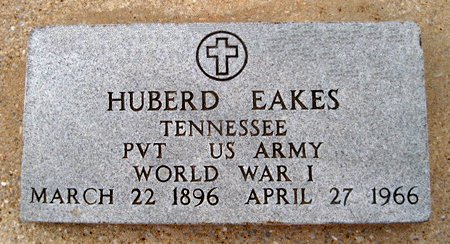 HUBERD EAKES
TENNESSEE
PVT US ARMY
WORLD WAR I
MARCH 22 1896 APRIL 27 1966